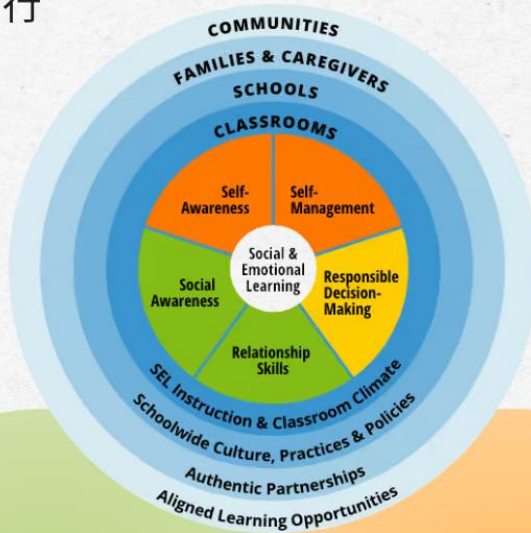 行
COMMUNITIES
FAMILIES & CAREGIVERS
SCHOOLS
CLASSROOMS
Self-
Awareness
Self-
Management
Social &
Emotional
Learning
Social
Awareness
Responsible
Decision-
Making
Relationship
Skills
SEL Instruction & Classroom Climate
Schoolwide Culture, Practices & Policies
Authentic Partnerships
Aligned Learning Opportunities